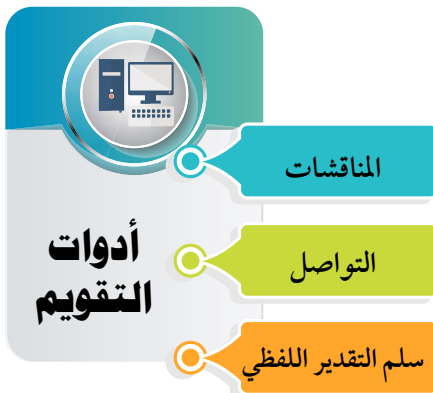 أدوات
التقويم
المناقشات
التواصل
سلم التقدير اللفظي